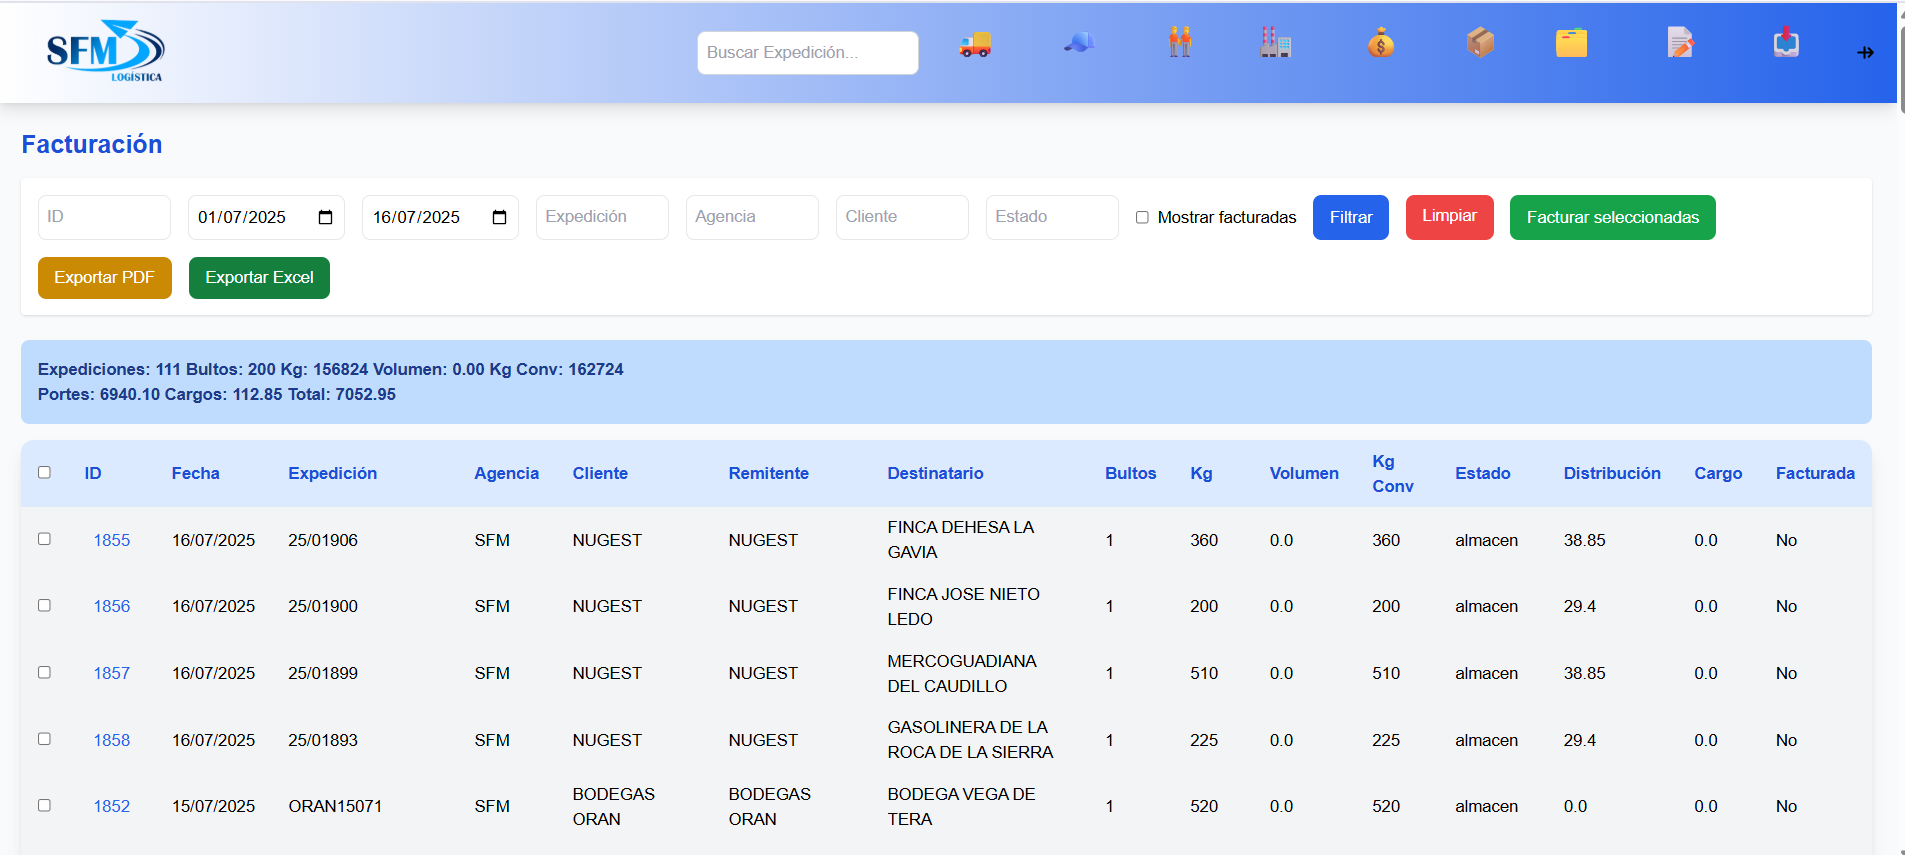 SFM
LOGÍSTICA
Buscar Expedición...
Facturación
ID 01/07/2025 16/07/2025 Expedición Agencia Cliente Estado Mostrar facturadas Filtrar Limpiar Facturar seleccionadas
Exportar PDF Exportar Excel
Expediciones: 111 Bultos: 200 Kg: 156824 Volumen: 0.00 Kg Conv: 162724
Portes: 6940.10 Cargos: 112.85 Total: 7052.95
ID Fecha Expedición Agencia Cliente Remitente Destinatario Bultos Kg Volumen Kg Conv Estado Distribución Cargo Facturada
1855 16/07/2025 25/01906 SFM NUGEST NUGEST FINCA DEHESA LA GAVIA 1 360 0.0 360 almacen 38.85 0.0 No
1856 16/07/2025 25/01900 SFM NUGEST NUGEST FINCA JOSE NIETO LEDO 1 200 0.0 200 almacen 29.4 0.0 No
1857 16/07/2025 25/01899 SFM NUGEST NUGEST MERCOGUADIANA DEL CAUDILLO 1 510 0.0 510 almacen 38.85 0.0 No
1858 16/07/2025 25/01893 SFM NUGEST NUGEST GASOLINERA DE LA ROCA DE LA SIERRA 1 225 0.0 225 almacen 29.4 0.0 No
1852 15/07/2025 ORAN15071 SFM BODEGAS ORAN BODEGAS ORAN BODEGA VEGA DE TERA 1 520 0.0 520 almacen 0.0 0.0 No